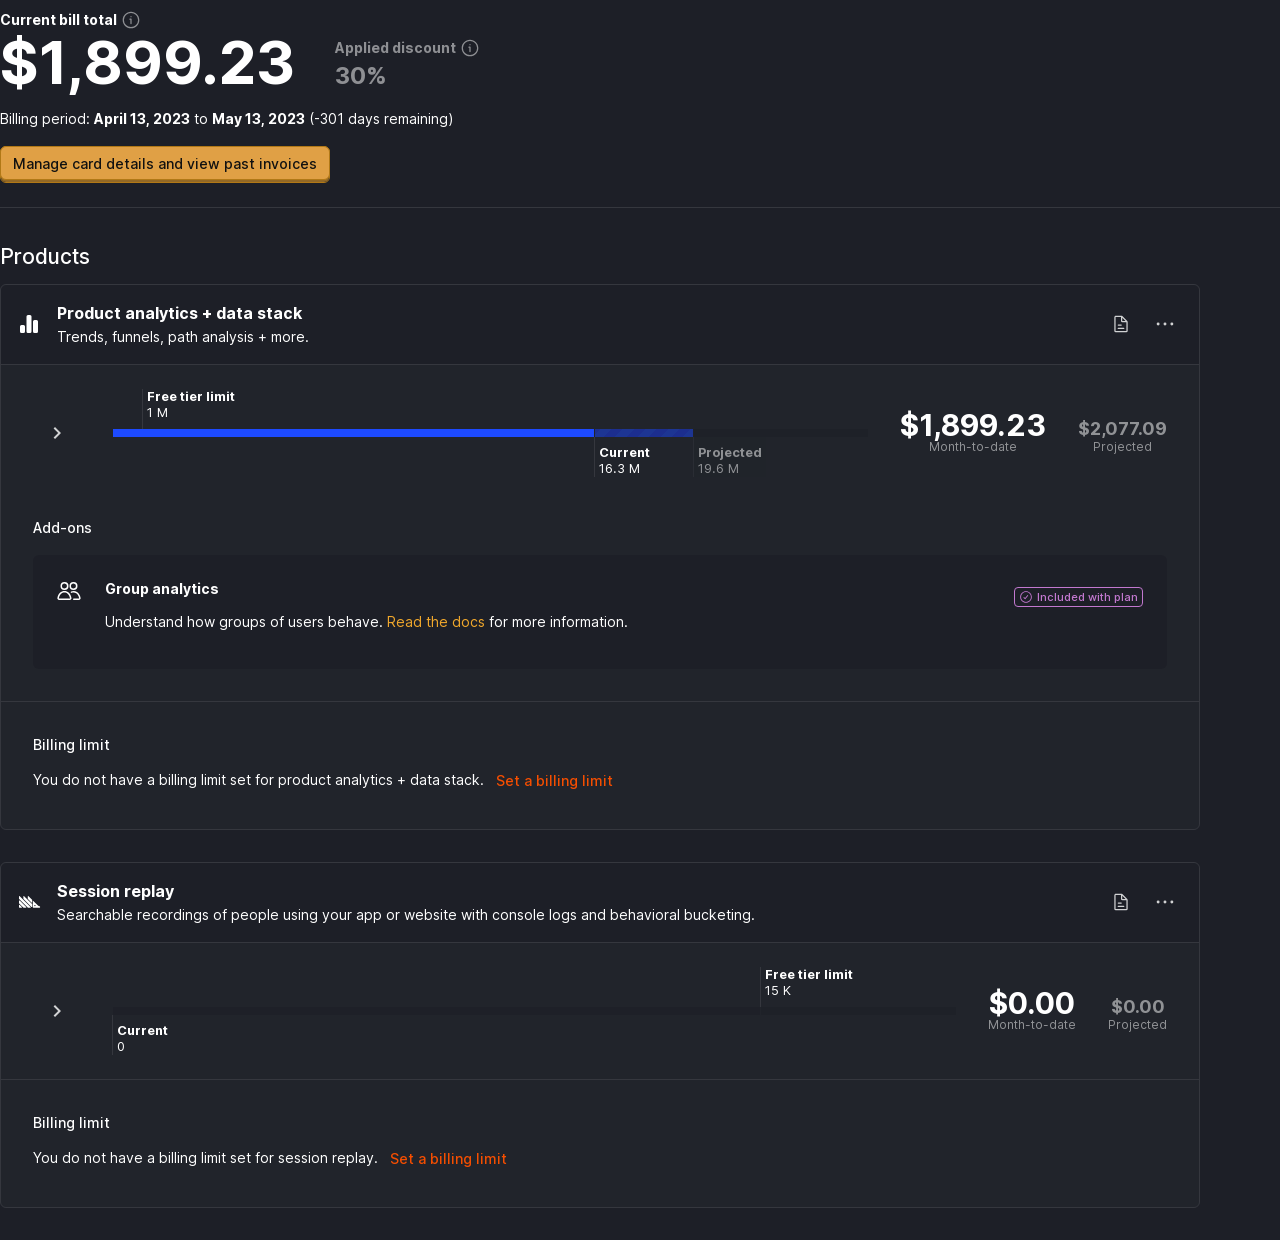 Current bill total
$1,899.23
Applied discount
30%
Billing period: April 13, 2023 to May 13, 2023 (-301 days remaining)
Manage card details and view past invoices
Products
Product analytics + data stack
Trends, funnels, path analysis + more.
Free tier limit
1 M
Current
16.3 M
Projected
19.6 M
$1,899.23
Month-to-date
$2,077.09
Projected
Add-ons
Group analytics
Included with plan
Understand how groups of users behave. Read the docs for more information.
Billing limit
You do not have a billing limit set for product analytics + data stack. Set a billing limit
Session replay
Searchable recordings of people using your app or website with console logs and behavioral bucketing.
Free tier limit
15 K
Current
0
$0.00
Month-to-date
$0.00
Projected
Billing limit
You do not have a billing limit set for session replay. Set a billing limit